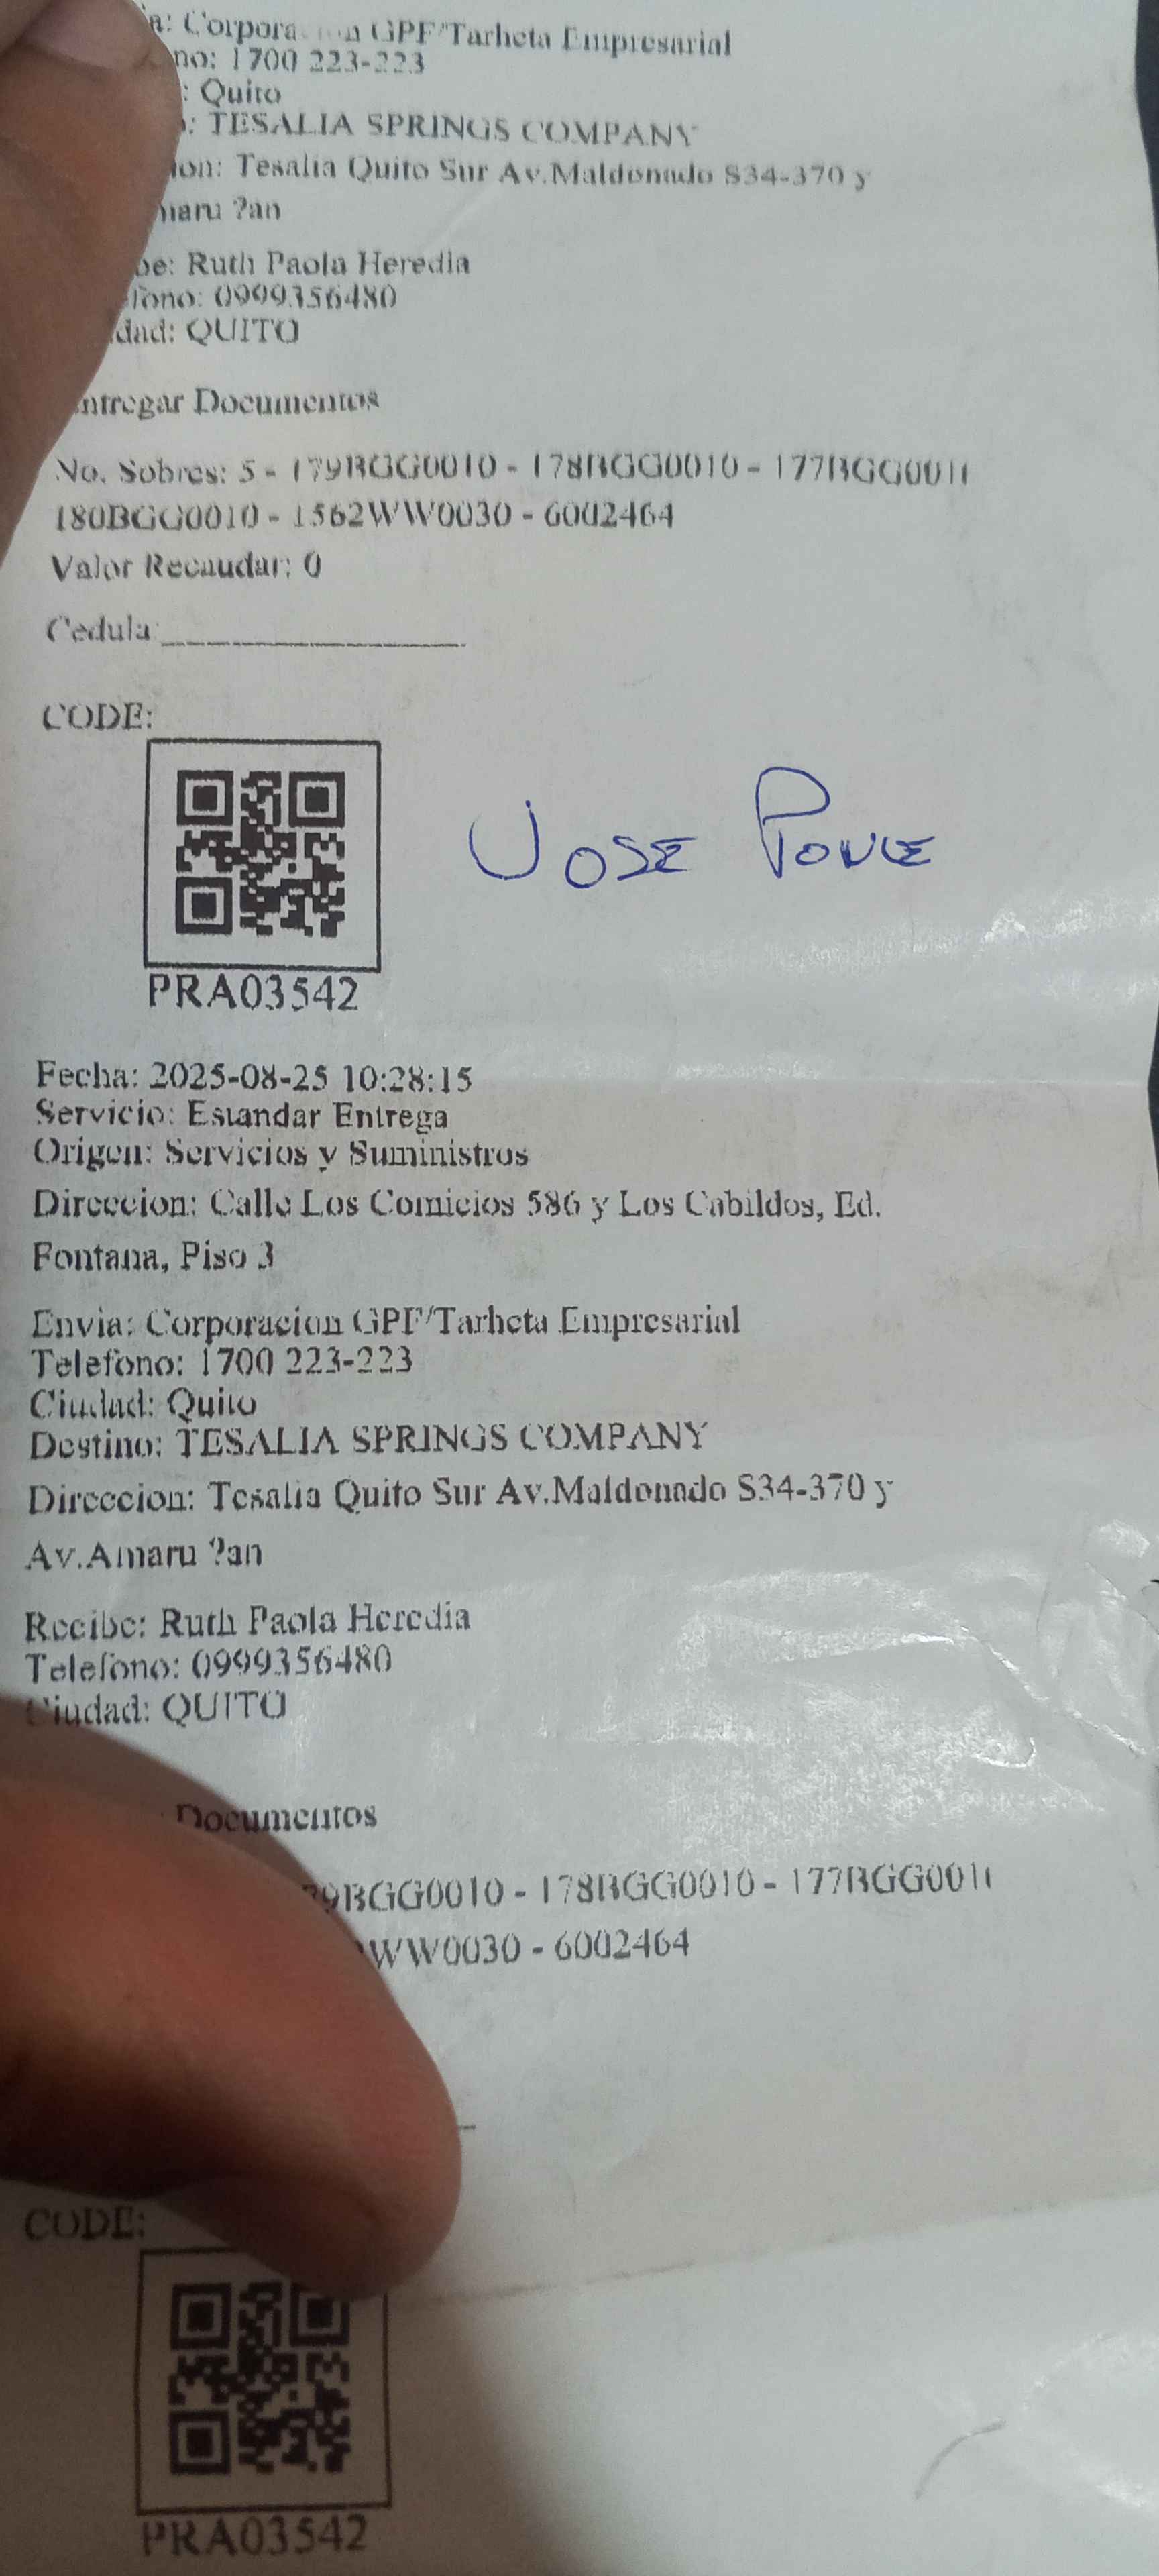 a: Corporacion GPF/Tarheta Empresarial
no: 1700 223-223
: Quito
: TESALIA SPRINGS COMPANY
ion: Tesalia Quito Sur Av.Maldonado S34-370 y
maru ?an
be: Ruth Paola Heredia
fono: 0999356480
dad: QUITO
ntregar Documentos
No. Sobres: 5 - 179BGG0010 - 178BGG0010 - 177BGG001
180BGG0010 - 1562WW0030 - 6002464
Valor Recaudar: 0
Cedula:
CODE:
JOSE PONCE
PRA03542
Fecha: 2025-08-25 10:28:15
Servicio: Estandar Entrega
Origen: Servicios y Suministros
Direccion: Calle Los Comicios 586 y Los Cabildos, Ed.
Fontana, Piso 3
Envia: Corporacion GPF/Tarheta Empresarial
Telefono: 1700 223-223
Ciudad: Quito
Destino: TESALIA SPRINGS COMPANY
Direccion: Tesalia Quito Sur Av.Maldonado S34-370 y
Av.Amaru ?an
Recibe: Ruth Paola Heredia
Telefono: 0999356480
Ciudad: QUITO
Documentos
79BGG0010 - 178BGG0010 - 177BGG001
WW0030 - 6002464
CODE:
PRA03542